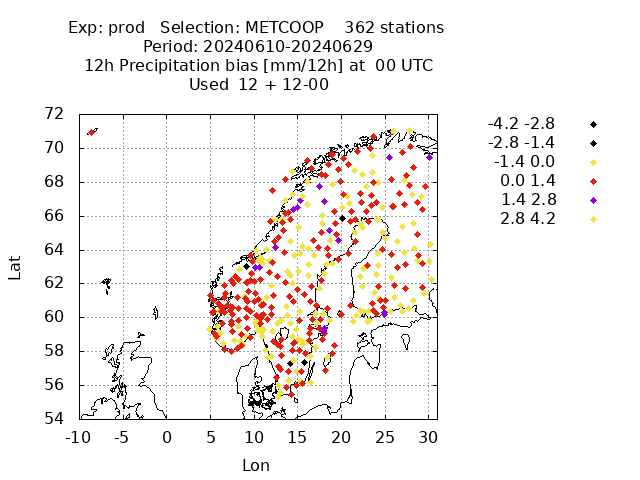 Exp: prod   Selection: METCOOP    362 stations
Period: 20240610-20240629
12h Precipitation bias [mm/12h] at  00 UTC
Used  12 + 12-00
-4.2 -2.8
-2.8 -1.4
-1.4 0.0
0.0 1.4
1.4 2.8
2.8 4.2
72
70
68
66
64
62
60
58
56
54
Lat
-10 -5 0 5 10 15 20 25 30
Lon